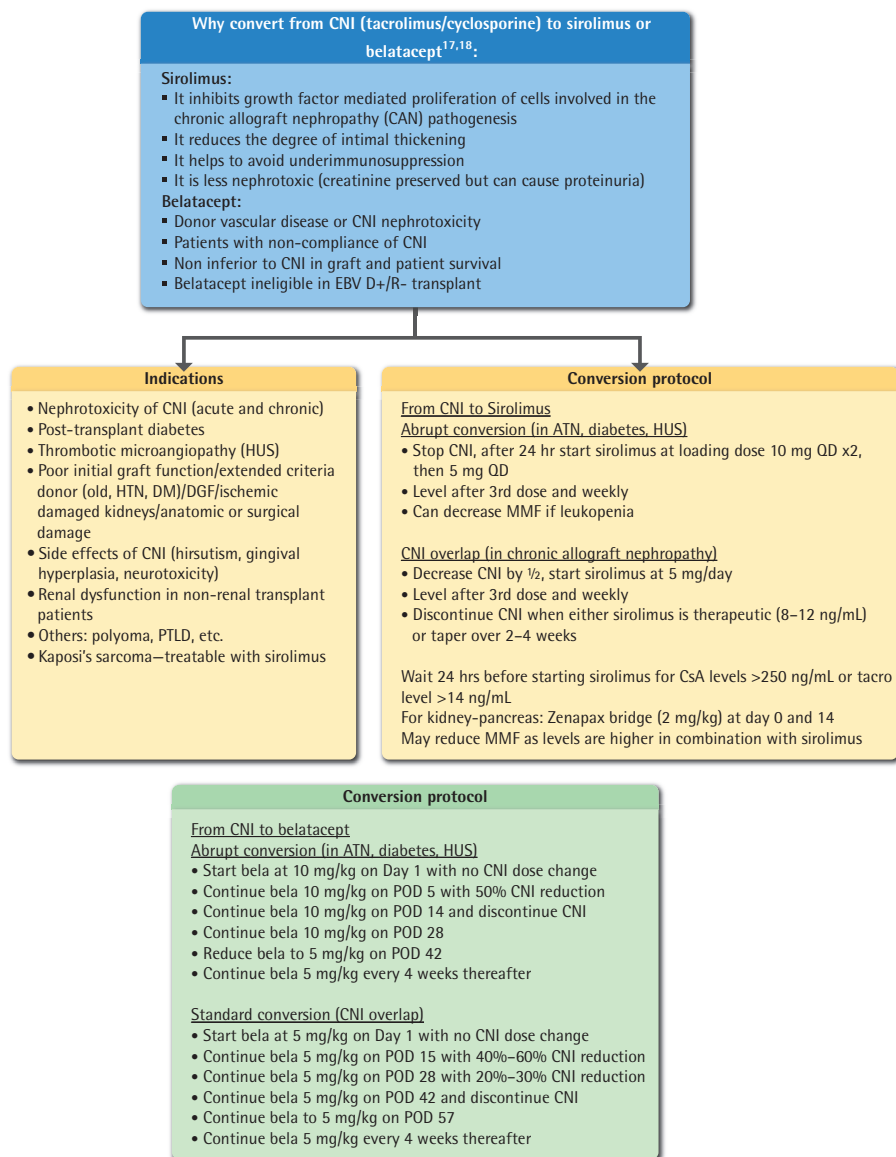 Why convert from CNI (tacrolimus/cyclosporine) to sirolimus or
belatacept17,18:
Sirolimus:
▪ It inhibits growth factor mediated proliferation of cells involved in the
chronic allograft nephropathy (CAN) pathogenesis
▪ It reduces the degree of intimal thickening
▪ It helps to avoid underimmunosuppression
▪ It is less nephrotoxic (creatinine preserved but can cause proteinuria)
Belatacept:
▪ Donor vascular disease or CNI nephrotoxicity
▪ Patients with non-compliance of CNI
▪ Non inferior to CNI in graft and patient survival
▪ Belatacept ineligible in EBV D+/R- transplant
Indications
• Nephrotoxicity of CNI (acute and chronic)
• Post-transplant diabetes
• Thrombotic microangiopathy (HUS)
• Poor initial graft function/extended criteria
donor (old, HTN, DM)/DGF/ischemic
damaged kidneys/anatomic or surgical
damage
• Side effects of CNI (hirsutism, gingival
hyperplasia, neurotoxicity)
• Renal dysfunction in non-renal transplant
patients
• Others: polyoma, PTLD, etc.
• Kaposi's sarcoma—treatable with sirolimus
Conversion protocol
From CNI to Sirolimus
Abrupt conversion (in ATN, diabetes, HUS)
• Stop CNI, after 24 hr start sirolimus at loading dose 10 mg QD x2,
then 5 mg QD
• Level after 3rd dose and weekly
• Can decrease MMF if leukopenia
CNI overlap (in chronic allograft nephropathy)
• Decrease CNI by ½, start sirolimus at 5 mg/day
• Level after 3rd dose and weekly
• Discontinue CNI when either sirolimus is therapeutic (8–12 ng/mL)
or taper over 2–4 weeks
Wait 24 hrs before starting sirolimus for CsA levels >250 ng/mL or tacro
level >14 ng/mL
For kidney-pancreas: Zenapax bridge (2 mg/kg) at day 0 and 14
May reduce MMF as levels are higher in combination with sirolimus
Conversion protocol
From CNI to belatacept
Abrupt conversion (in ATN, diabetes, HUS)
• Start bela at 10 mg/kg on Day 1 with no CNI dose change
• Continue bela 10 mg/kg on POD 5 with 50% CNI reduction
• Continue bela 10 mg/kg on POD 14 and discontinue CNI
• Continue bela 10 mg/kg on POD 28
• Reduce bela to 5 mg/kg on POD 42
• Continue bela 5 mg/kg every 4 weeks thereafter
Standard conversion (CNI overlap)
• Start bela at 5 mg/kg on Day 1 with no CNI dose change
• Continue bela 5 mg/kg on POD 15 with 40%–60% CNI reduction
• Continue bela 5 mg/kg on POD 28 with 20%–30% CNI reduction
• Continue bela 5 mg/kg on POD 42 and discontinue CNI
• Continue bela to 5 mg/kg on POD 57
• Continue bela 5 mg/kg every 4 weeks thereafter